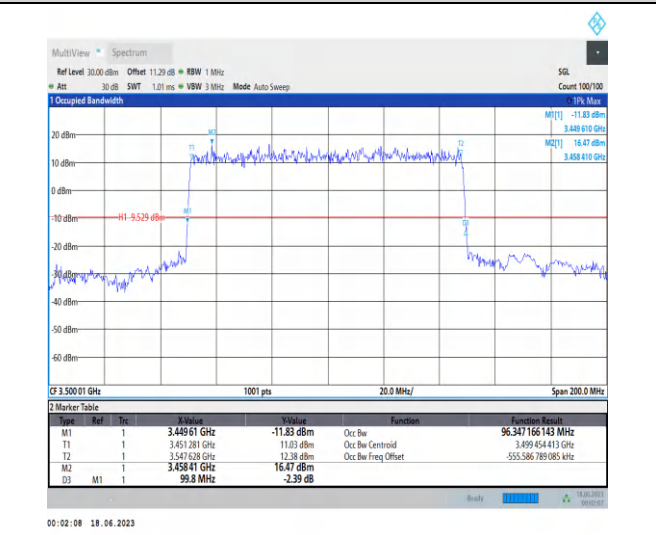 MultiView Spectrum
Ref Level 30.00 dBm Offset 11.29 dB RBW 1 MHz SGL
Att 30 dB SWT 1.01 ms VBW 3 MHz Mode Auto Sweep Count 100/100
1 Occupied Bandwidth 1Pk Max
M1[1] -11.83 dBm
3.449 610 GHz
M2[1] 16.47 dBm
3.458 410 GHz
20 dBm
M2
T1
T2
10 dBm
0 dBm
M1
-10 dBm
H1 -9.529 dBm
D3
-20 dBm
-30 dBm
-40 dBm
-50 dBm
-60 dBm
CF 3.500 01 GHz 1001 pts 20.0 MHz/ Span 200.0 MHz
2 Marker Table
Type Ref Trc X-Value Y-Value Function Function Result
M1 1 3.449 61 GHz -11.83 dBm Occ Bw 96.347 166 143 MHz
T1 1 3.451 281 GHz 11.03 dBm Occ Bw Centroid 3.499 454 413 GHz
T2 1 3.547 628 GHz 12.38 dBm Occ Bw Freq Offset -555.586 789 085 kHz
M2 1 3.458 41 GHz 16.47 dBm
D3 M1 1 99.8 MHz -2.39 dB
Ready 18.06.2023
00:02:07
00:02:08 18.06.2023